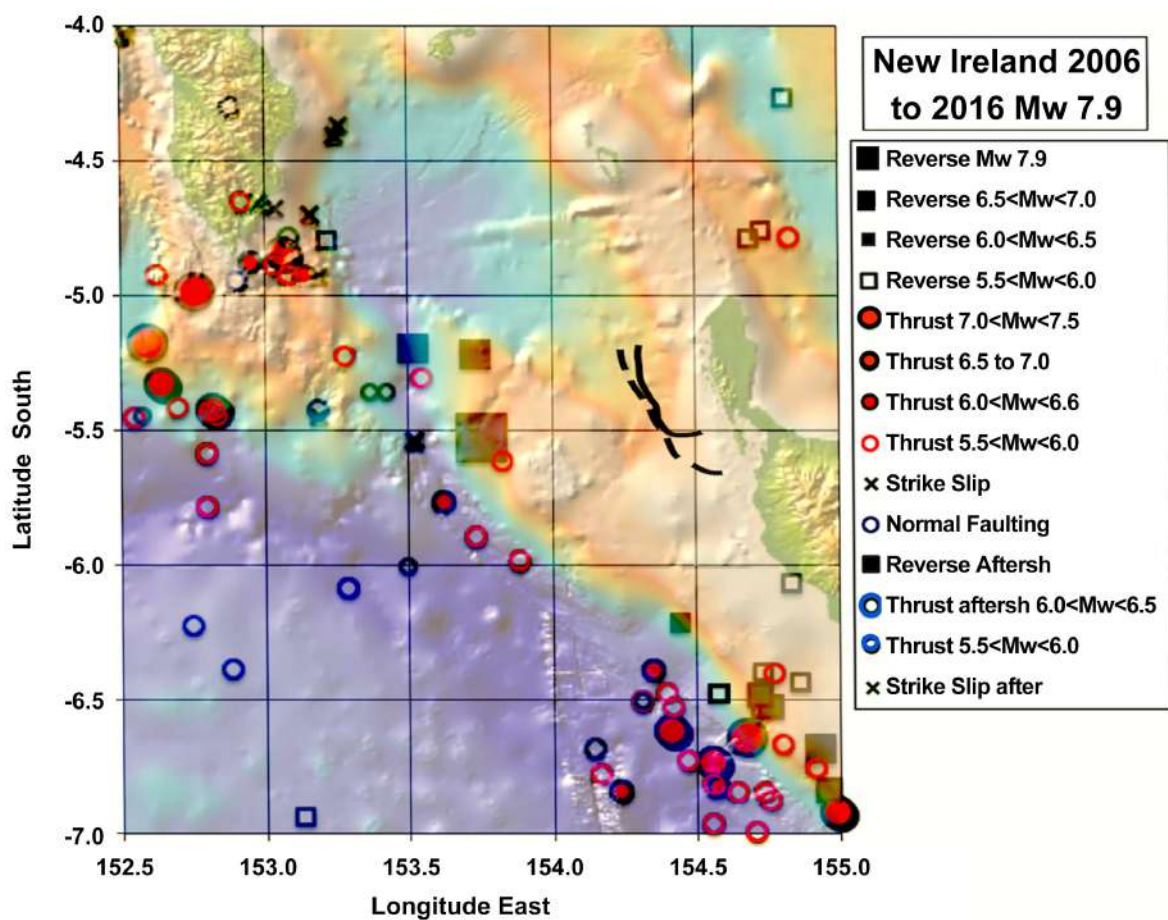 New Ireland 2006
to 2016 Mw 7.9
Reverse Mw 7.9
Reverse 6.5<Mw<7.0
Reverse 6.0<Mw<6.5
Reverse 5.5<Mw<6.0
Thrust 7.0<Mw<7.5
Thrust 6.5 to 7.0
Thrust 6.0<Mw<6.6
Thrust 5.5<Mw<6.0
Strike Slip
Normal Faulting
Reverse Aftersh
Thrust aftersh 6.0<Mw<6.5
Thrust 5.5<Mw<6.0
Strike Slip after
Latitude South
-4.0
-4.5
-5.0
-5.5
-6.0
-6.5
-7.0
152.5 153.0 153.5 154.0 154.5 155.0
Longitude East